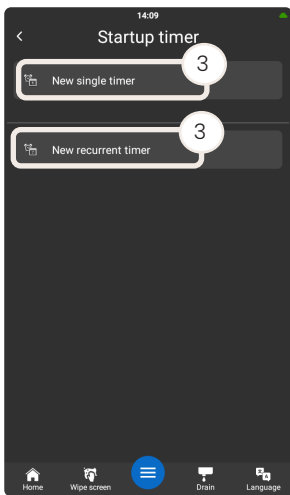 14:09
Startup timer
3
New single timer
3
New recurrent timer
Home Wipe screen Drain Language